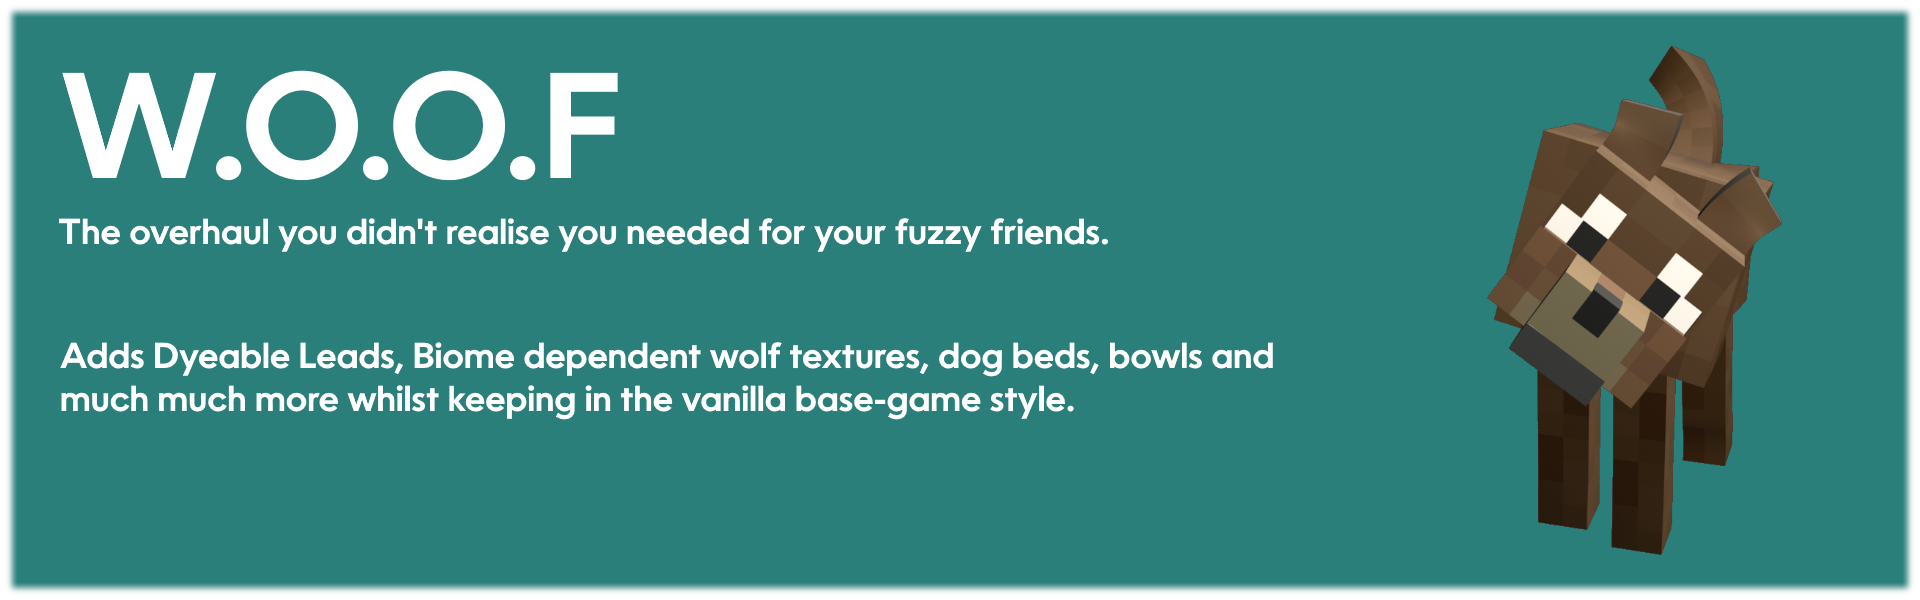 W.O.O.F
The overhaul you didn't realise you needed for your fuzzy friends.
Adds Dyeable Leads, Biome dependent wolf textures, dog beds, bowls and
much much more whilst keeping in the vanilla base-game style.